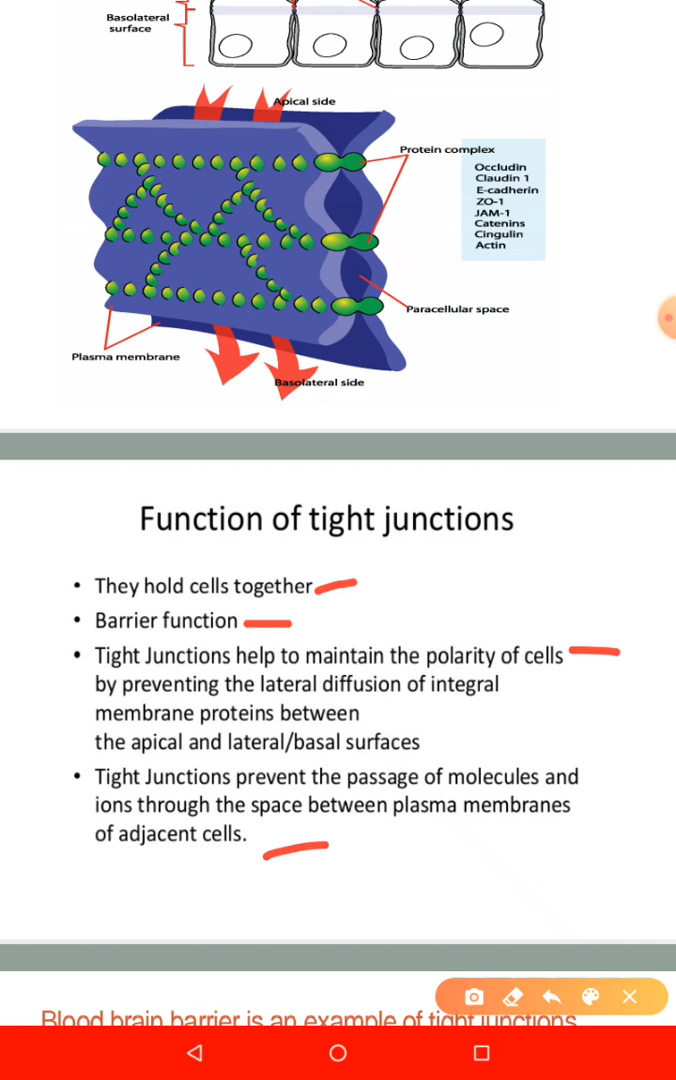 Basolateral
surface
Apical side
Protein complex
Occludin
Claudin 1
E-cadherin
ZO-1
JAM-1
Catenins
Cingulin
Actin
Paracellular space
Plasma membrane
Basolateral side
Function of tight junctions
• They hold cells together
• Barrier function
• Tight Junctions help to maintain the polarity of cells
by preventing the lateral diffusion of integral
membrane proteins between
the apical and lateral/basal surfaces
• Tight Junctions prevent the passage of molecules and
ions through the space between plasma membranes
of adjacent cells.
Blood brain barrier is an example of tight junctions